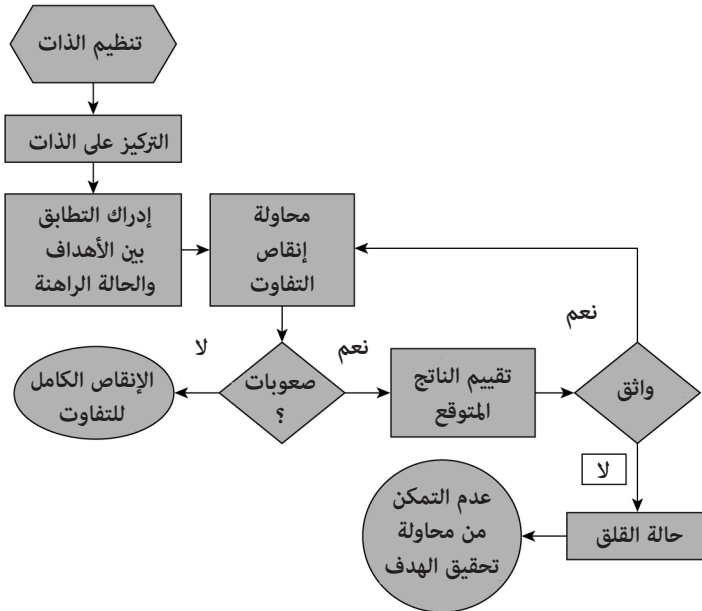 تنظيم الذات
التركيز على الذات
إدراك التطابق
بين الأهداف
والحالة الراهنة
محاولة
إنقاص
التفاوت
صعوبات
؟
لا
الإنقاص الكامل
للتفاوت
نعم
تقييم الناتج
المتوقع
واثق
نعم
لا
حالة القلق
عدم التمكن
من محاولة
تحقيق الهدف